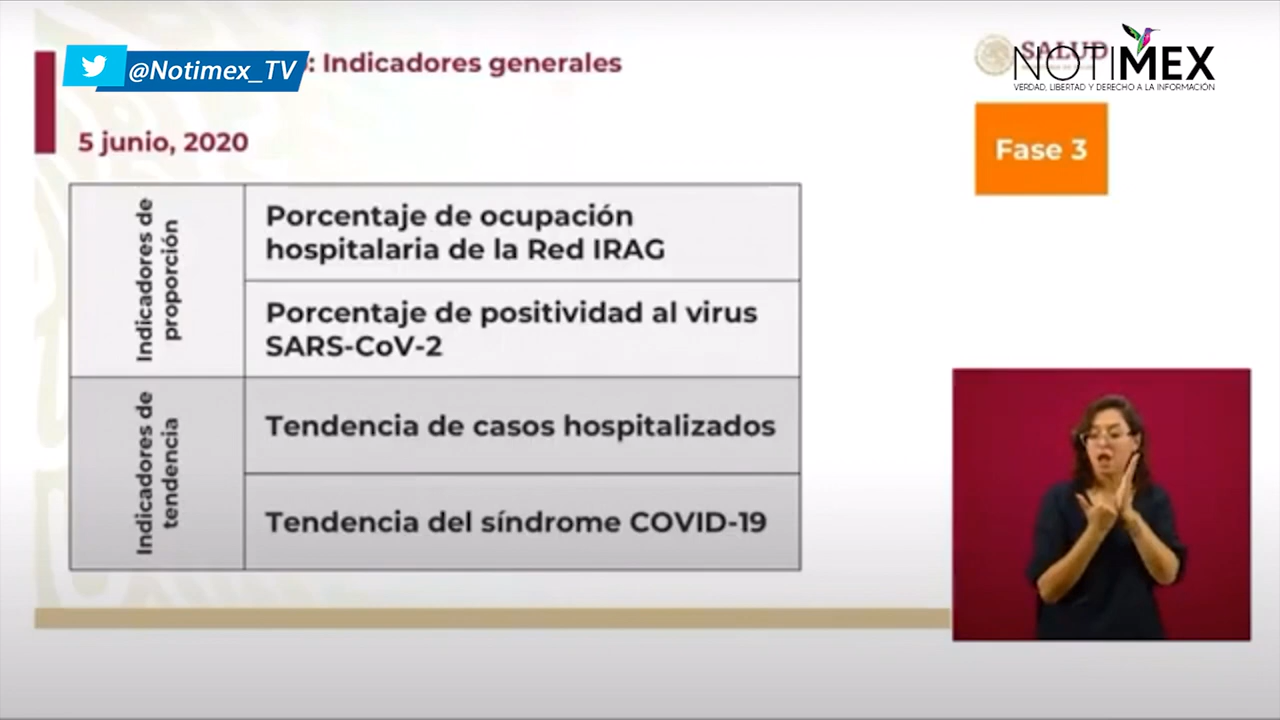 @Notimex_TV
: Indicadores generales
SALUD
NOTIMEX
VERDAD, LIBERTAD Y DERECHO A LA INFORMACIÓN
5 junio, 2020
Fase 3
Indicadores de
proporción
Porcentaje de ocupación
hospitalaria de la Red IRAG
Porcentaje de positividad al virus
SARS-CoV-2
Indicadores de
tendencia
Tendencia de casos hospitalizados
Tendencia del síndrome COVID-19